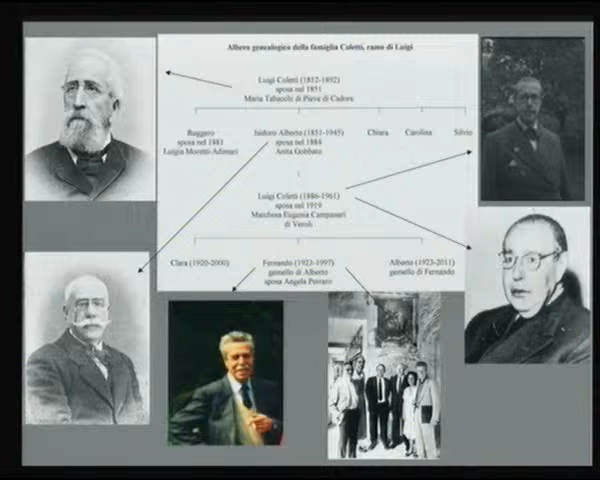 Albero genealogico della famiglia Coletti, ramo di Luigi
Luigi Coletti (1812-1892)
sposa nel 1851
Maria Tabacchi di Pieve di Cadore
Ruggero
sposa nel 1881
Luigia Moretti-Adimari
Isidoro Alberto (1851-1945)
sposa nel 1884
Anita Gobbato
Chiara
Carolina
Silvio
Luigi Coletti (1886-1961)
sposa nel 1919
Marchesa Eugenia Campanari
di Veroli
Clara (1920-2000)
Fernando (1923-1997)
gemello di Alberto
sposa Angela Perraro
Alberto (1923-2011)
gemello di Fernando